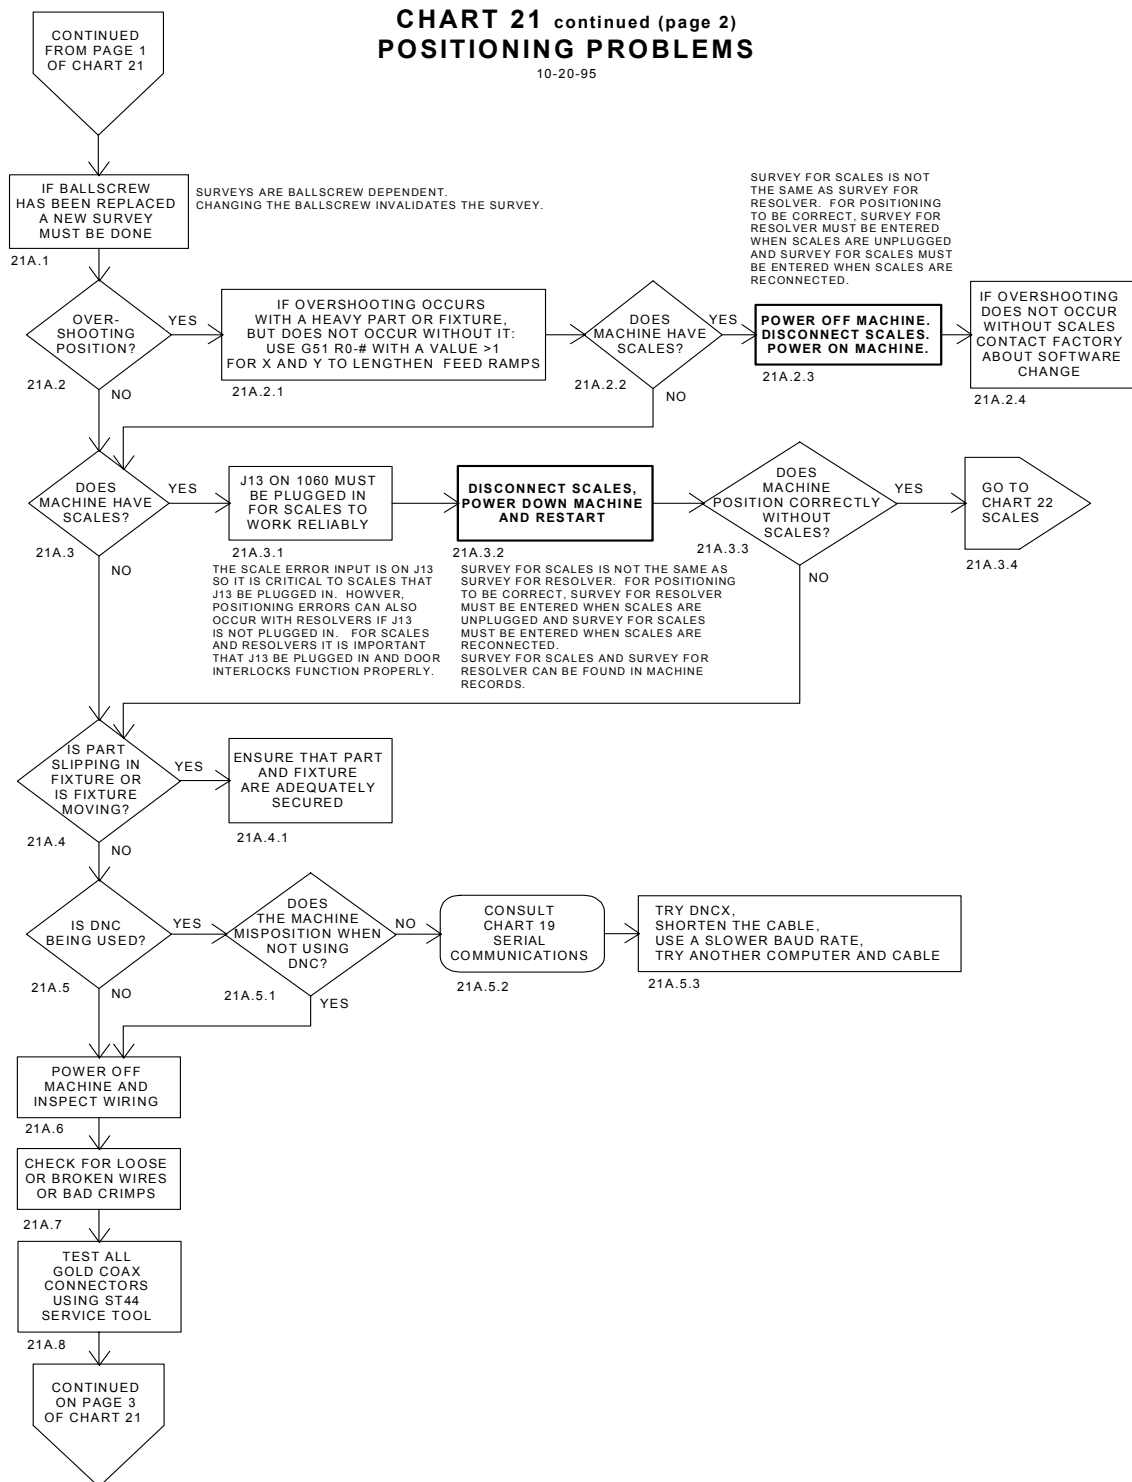 CHART 21 continued (page 2)
POSITIONING PROBLEMS
10-20-95
CONTINUED
FROM PAGE 1
OF CHART 21
IF BALLSCREW
HAS BEEN REPLACED
A NEW SURVEY
MUST BE DONE
21A.1
SURVEYS ARE BALLSCREW DEPENDENT.
CHANGING THE BALLSCREW INVALIDATES THE SURVEY.
OVER-
SHOOTING
POSITION?
21A.2
YES
NO
IF OVERSHOOTING OCCURS
WITH A HEAVY PART OR FIXTURE,
BUT DOES NOT OCCUR WITHOUT IT:
USE G51 R0-# WITH A VALUE >1
FOR X AND Y TO LENGTHEN FEED RAMPS
21A.2.1
DOES
MACHINE HAVE
SCALES?
21A.2.2
YES
NO
SURVEY FOR SCALES IS NOT
THE SAME AS SURVEY FOR
RESOLVER. FOR POSITIONING
TO BE CORRECT, SURVEY FOR
RESOLVER MUST BE ENTERED
WHEN SCALES ARE UNPLUGGED
AND SURVEY FOR SCALES MUST
BE ENTERED WHEN SCALES ARE
RECONNECTED.
POWER OFF MACHINE.
DISCONNECT SCALES.
POWER ON MACHINE.
21A.2.3
IF OVERSHOOTING
DOES NOT OCCUR
WITHOUT SCALES
CONTACT FACTORY
ABOUT SOFTWARE
CHANGE
21A.2.4
DOES
MACHINE HAVE
SCALES?
21A.3
YES
NO
J13 ON 1060 MUST
BE PLUGGED IN
FOR SCALES TO
WORK RELIABLY
21A.3.1
THE SCALE ERROR INPUT IS ON J13
SO IT IS CRITICAL TO SCALES THAT
J13 BE PLUGGED IN. HOWVER,
POSITIONING ERRORS CAN ALSO
OCCUR WITH RESOLVERS IF J13
IS NOT PLUGGED IN. FOR SCALES
AND RESOLVERS IT IS IMPORTANT
THAT J13 BE PLUGGED IN AND DOOR
INTERLOCKS FUNCTION PROPERLY.
DISCONNECT SCALES,
POWER DOWN MACHINE
AND RESTART
21A.3.2
SURVEY FOR SCALES IS NOT THE SAME AS
SURVEY FOR RESOLVER. FOR POSITIONING
TO BE CORRECT, SURVEY FOR RESOLVER
MUST BE ENTERED WHEN SCALES ARE
UNPLUGGED AND SURVEY FOR SCALES
MUST BE ENTERED WHEN SCALES ARE
RECONNECTED.
SURVEY FOR SCALES AND SURVEY FOR
RESOLVER CAN BE FOUND IN MACHINE
RECORDS.
DOES
MACHINE
POSITION CORRECTLY
WITHOUT
SCALES?
21A.3.3
YES
NO
GO TO
CHART 22
SCALES
21A.3.4
IS PART
SLIPPING IN
FIXTURE OR
IS FIXTURE
MOVING?
21A.4
YES
NO
ENSURE THAT PART
AND FIXTURE
ARE ADEQUATELY
SECURED
21A.4.1
IS DNC
BEING USED?
21A.5
YES
NO
DOES
THE MACHINE
MISPOSITION WHEN
NOT USING
DNC?
21A.5.1
NO
YES
CONSULT
CHART 19
SERIAL
COMMUNICATIONS
21A.5.2
TRY DNCX,
SHORTEN THE CABLE,
USE A SLOWER BAUD RATE,
TRY ANOTHER COMPUTER AND CABLE
21A.5.3
POWER OFF
MACHINE AND
INSPECT WIRING
21A.6
CHECK FOR LOOSE
OR BROKEN WIRES
OR BAD CRIMPS
21A.7
TEST ALL
GOLD COAX
CONNECTORS
USING ST44
SERVICE TOOL
21A.8
CONTINUED
ON PAGE 3
OF CHART 21